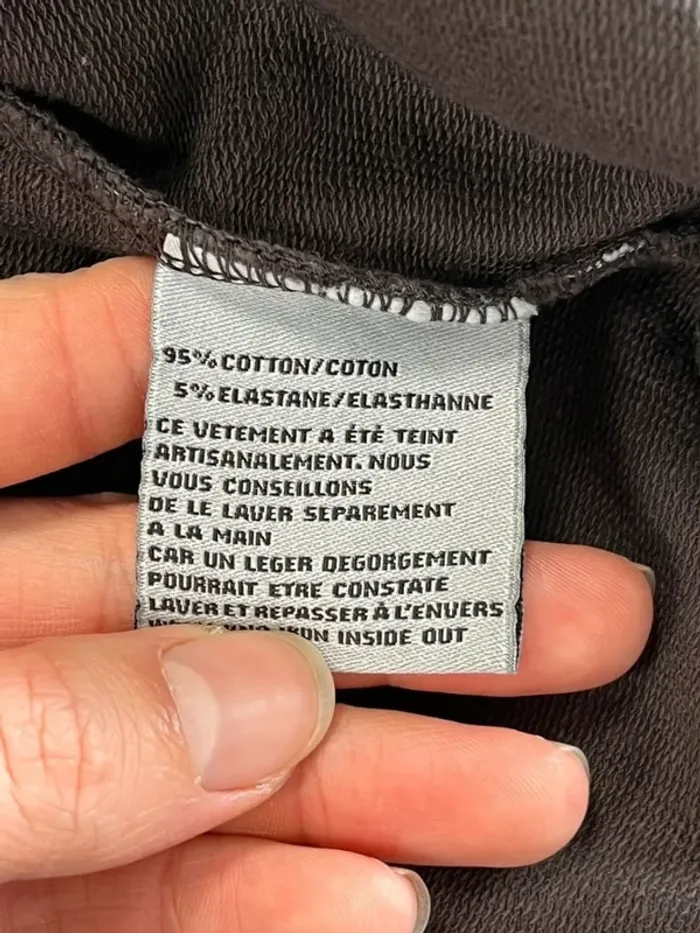 95% COTTON/COTON
5% ELASTANE/ELASTHANNE
CE VETEMENT A ÉTÉ TEINT
ARTISANALEMENT. NOUS
VOUS CONSEILLONS
DE LE LAVER SEPAREMENT
A LA MAIN
CAR UN LEGER DEGORGEMENT
POURRAIT ETRE CONSTATE
LAVER ET REPASSER À L'ENVERS
IRON INSIDE OUT